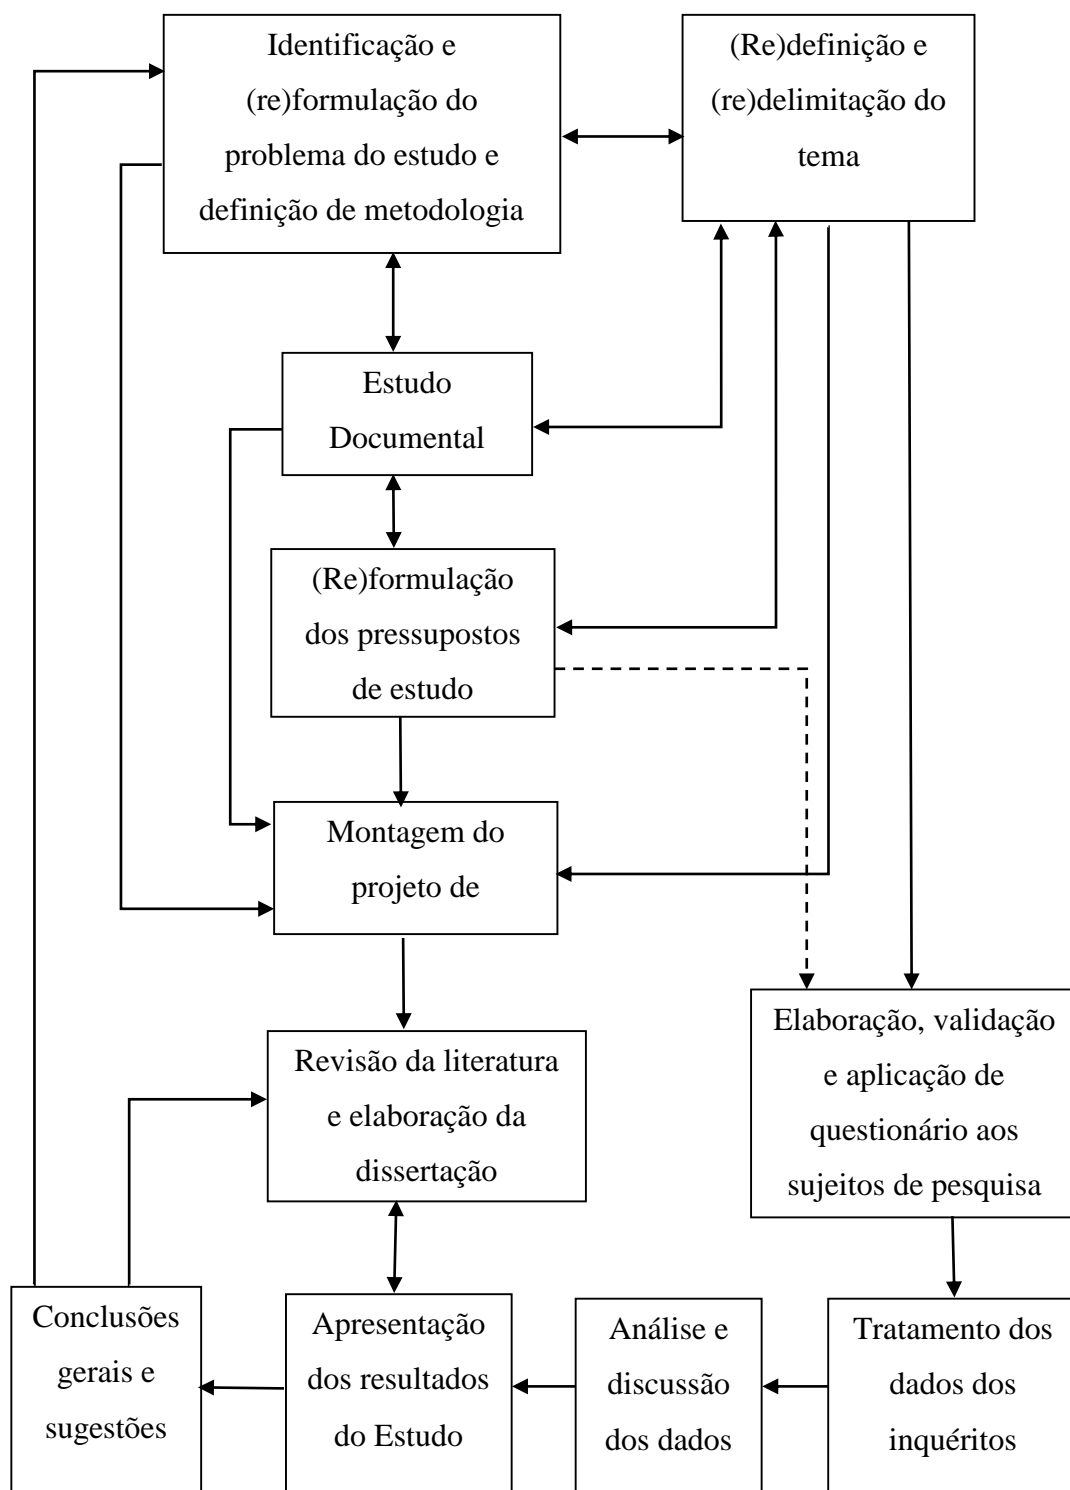 Identificação e
(re)formulação do
problema do estudo e
definição de metodologia
(Re)definição e
(re)delimitação do
tema
Estudo
Documental
(Re)formulação
dos pressupostos
de estudo
Montagem do
projeto de
Revisão da literatura
e elaboração da
dissertação
Elaboração, validação
e aplicação de
questionário aos
sujeitos de pesquisa
Conclusões
gerais e
sugestões
Apresentação
dos resultados
do Estudo
Análise e
discussão
dos dados
Tratamento dos
dados dos
inquéritos